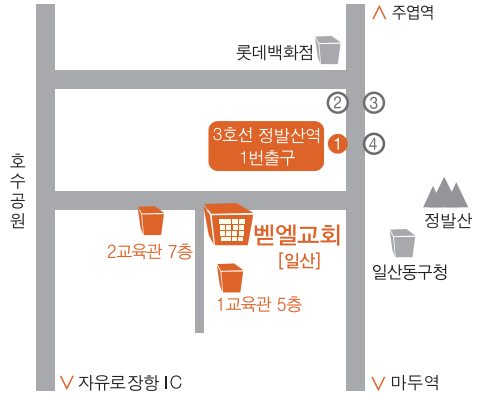 주엽역
롯데백화점
② ③
3호선 정발산역
1번출구
1 ④
호수공원
정발산
벧엘교회
[일산]
2교육관 7층
일산동구청
1교육관 5층
자유로장항 IC
마두역